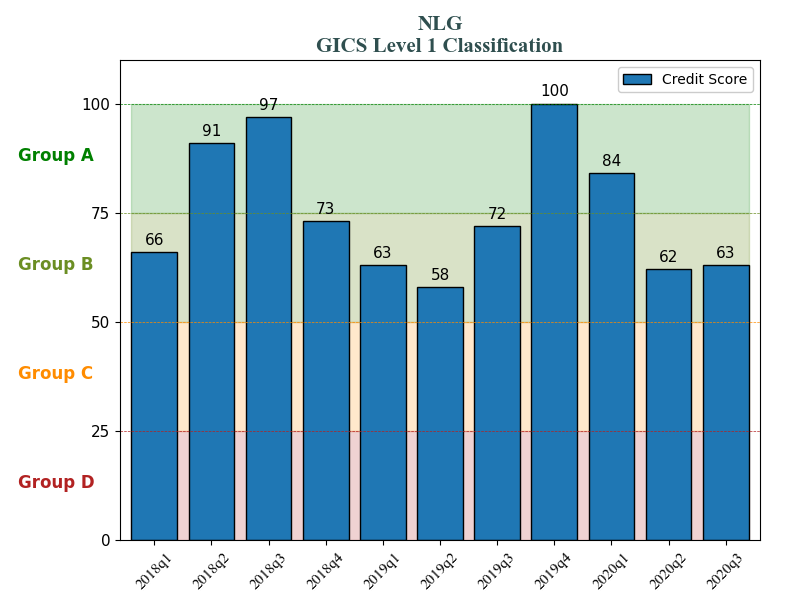 NLG
GICS Level 1 Classification
Credit Score
100
75
50
25
0
Group A
Group B
Group C
Group D
66
91
97
73
63
58
72
100
84
62
63
2018q1
2018q2
2018q3
2018q4
2019q1
2019q2
2019q3
2019q4
2020q1
2020q2
2020q3